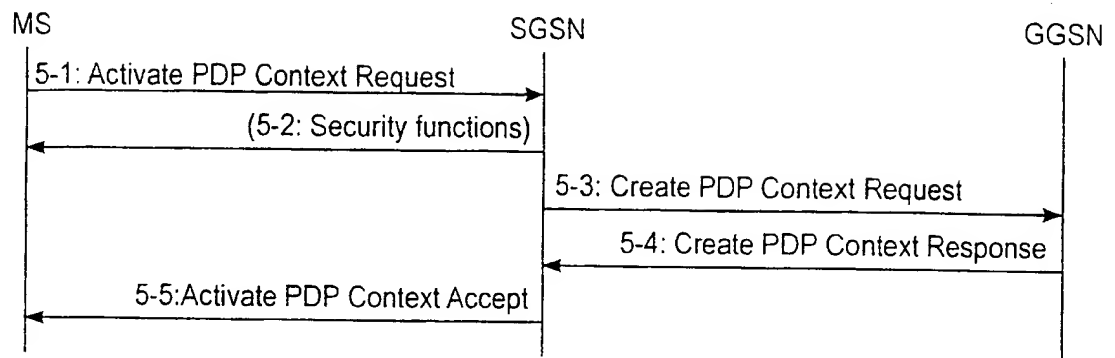 MS
SGSN
GGSN
5-1: Activate PDP Context Request
(5-2: Security functions)
5-3: Create PDP Context Request
5-4: Create PDP Context Response
5-5:Activate PDP Context Accept